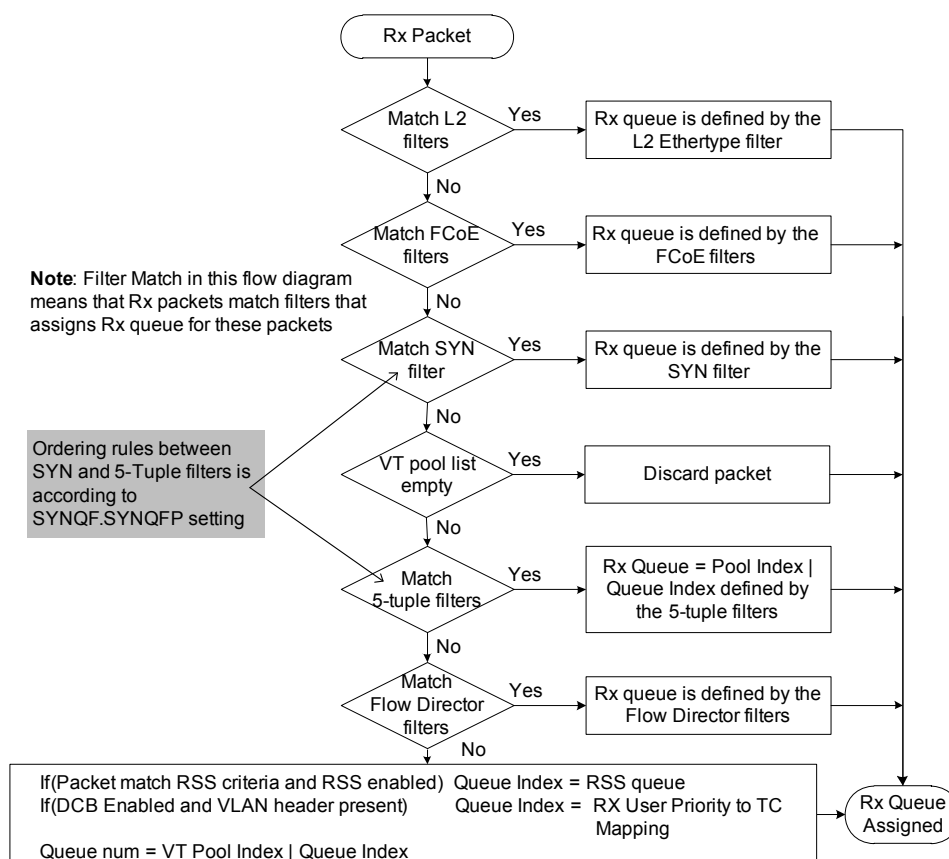 Rx Packet
Match L2
filters
Yes
Rx queue is defined by the
L2 Ethertype filter
No
Match FCoE
filters
Yes
Rx queue is defined by the
FCoE filters
Note: Filter Match in this flow diagram
means that Rx packets match filters that
assigns Rx queue for these packets
No
Match SYN
filter
Yes
Rx queue is defined by the
SYN filter
No
Ordering rules between
SYN and 5-Tuple filters is
according to
SYNQF.SYNQFP setting
VT pool list
empty
Yes
Discard packet
No
Match
5-tuple filters
Yes
Rx Queue = Pool Index |
Queue Index defined by
the 5-tuple filters
No
Match
Flow Director
filters
Yes
Rx queue is defined by the
Flow Director filters
No
If(Packet match RSS criteria and RSS enabled) Queue Index = RSS queue
If(DCB Enabled and VLAN header present) Queue Index = RX User Priority to TC
Mapping
Queue num = VT Pool Index | Queue Index
Rx Queue
Assigned